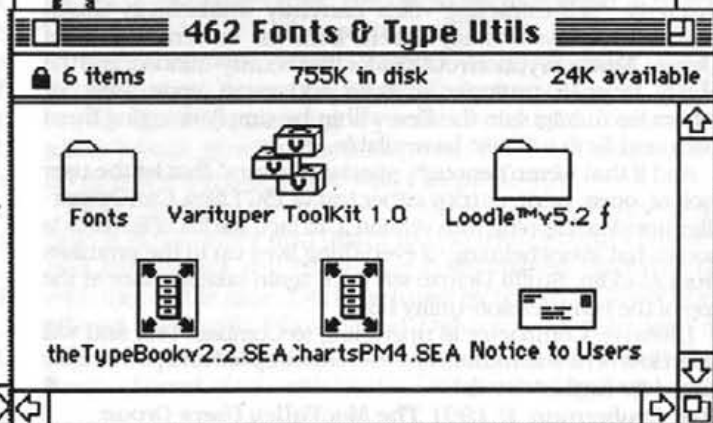 462 Fonts & Type Utils
6 items 755K in disk 24K available
Fonts Varityper ToolKit 1.0 Loodle™v5.2 ƒ
theTypeBookv2.2.SEA :hartsPM4.SEA Notice to Users